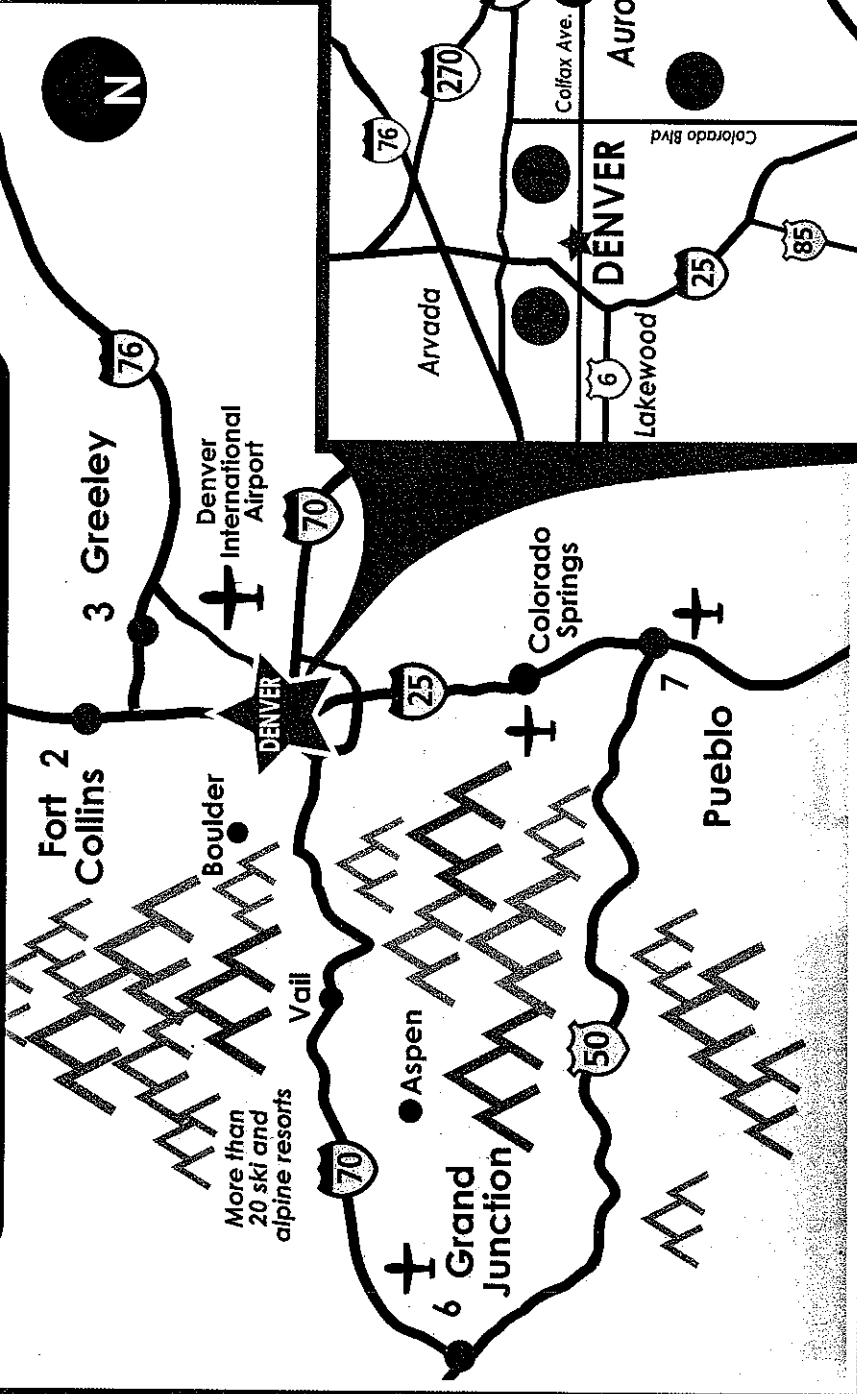 N
Fort 2
Collins
3 Greeley
76
Boulder
Denver
International
Airport
More than
20 ski and
alpine resorts
Vail
DENVER
70
70
Aspen
25
6 Grand
Junction
Colorado
Springs
50
7
Pueblo
76
270
Arvada
Colfax Ave.
DENVER
Auro
6
Lakewood
25
Colorado Blvd
85